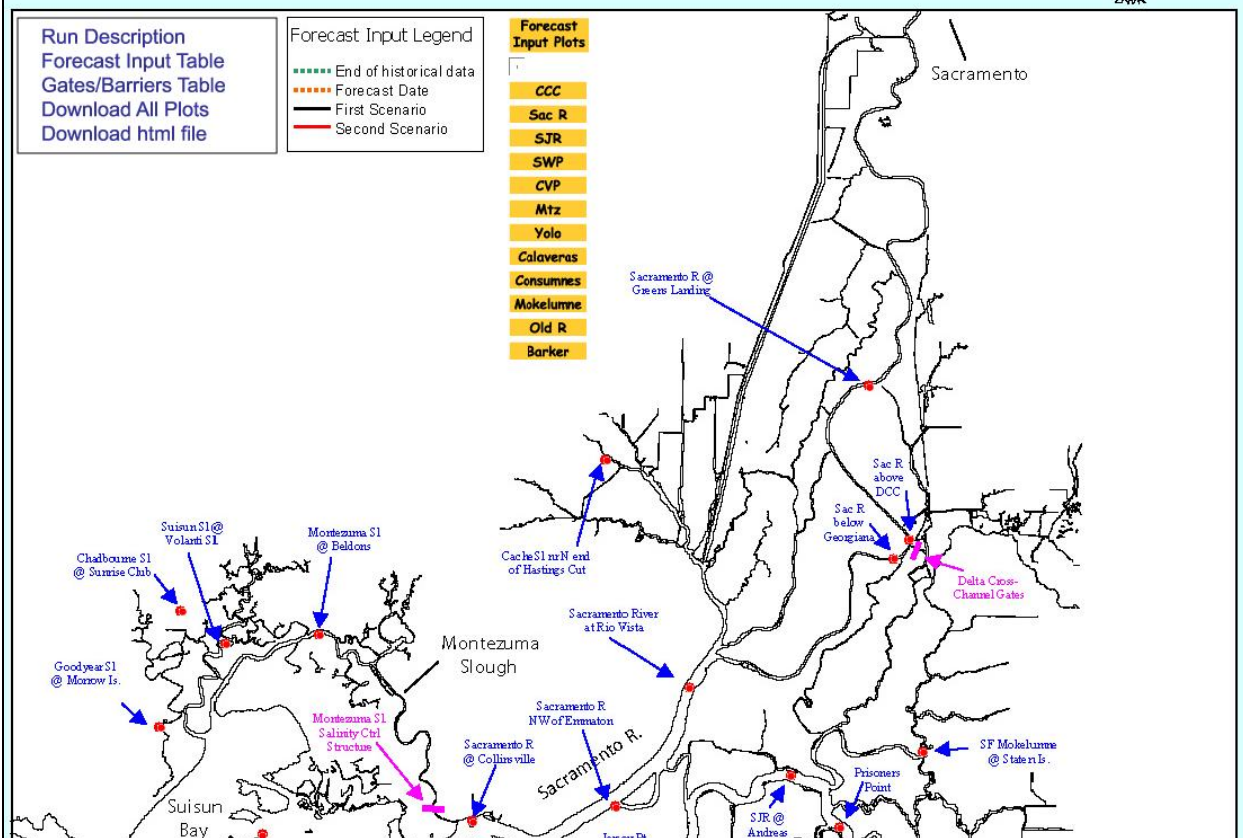 Run Description
Forecast Input Table
Gates/Barriers Table
Download All Plots
Download html file
Forecast Input Legend
End of historical data
Forecast Date
First Scenario
Second Scenario
Forecast
Input Plots
CCC
Sac R
SJR
SWP
CVP
Mtz
Yolo
Calaveras
Consumnes
Mokelumne
Old R
Barker
Sacramento
Sacramento R @
Greens Landing
Sac R
above
DCC
Sac R
below
Georgiana
Delta Cross-
Channel Gates
Cache Sl nr N end
of Hastings Cut
Suisun Sl @
Volanti Sl.
Montezuma Sl
@ Beldons
Chadbourne Sl
@ Sunrise Club
Goodyear Sl
@ Morrow Is.
Montezuma
Slough
Sacramento River
at Rio Vista
Montezuma Sl
Salinity Ctrl
Structure
Sacramento R
@ Collinsville
Sacramento R
NW of Emmaton
Sacramento R.
SF Mokelumne
@ Staten Is.
Prisoners
Point
SJR @
Andreas
Suisun
Bay